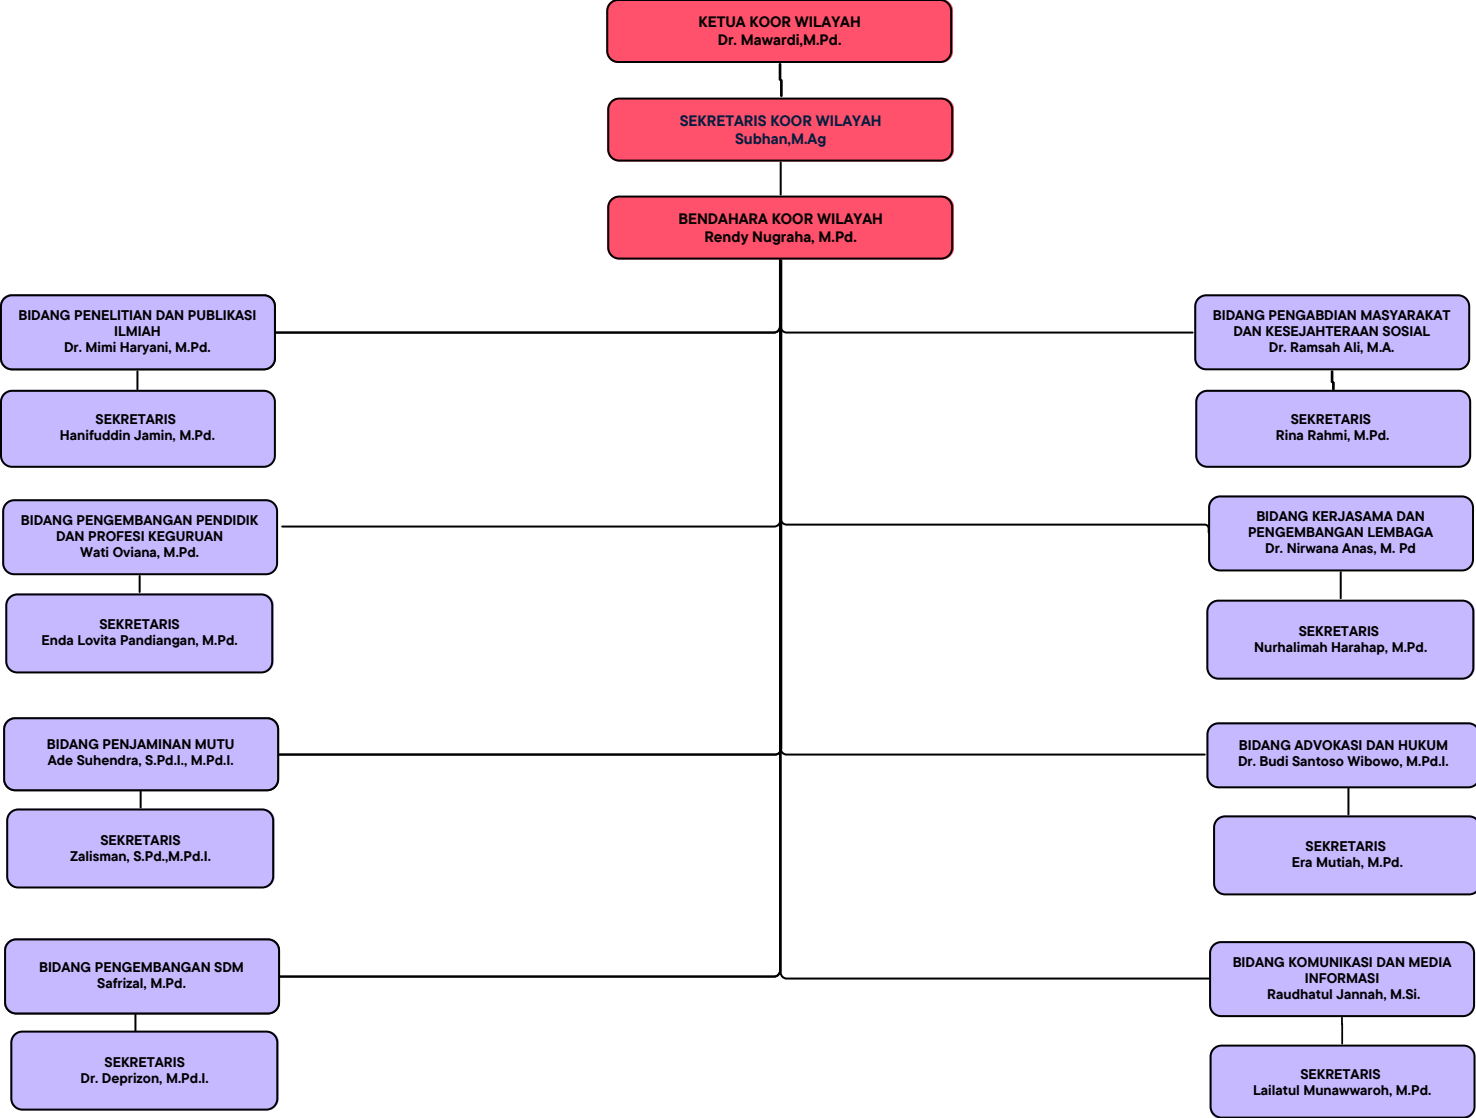 KETUA KOOR WILAYAH
Dr. Mawardi,M.Pd.
SEKRETARIS KOOR WILAYAH
Subhan,M.Ag
BENDAHARA KOOR WILAYAH
Rendy Nugraha, M.Pd.
BIDANG PENELITIAN DAN PUBLIKASI
ILMIAH
Dr. Mimi Haryani, M.Pd.
SEKRETARIS
Hanifuddin Jamin, M.Pd.
BIDANG PENGABDIAN MASYARAKAT
DAN KESEJAHTERAAN SOSIAL
Dr. Ramsah Ali, M.A.
SEKRETARIS
Rina Rahmi, M.Pd.
BIDANG PENGEMBANGAN PENDIDIK
DAN PROFESI KEGURUAN
Wati Oviana, M.Pd.
SEKRETARIS
Enda Lovita Pandiangan, M.Pd.
BIDANG KERJASAMA DAN
PENGEMBANGAN LEMBAGA
Dr. Nirwana Anas, M. Pd
SEKRETARIS
Nurhalimah Harahap, M.Pd.
BIDANG PENJAMINAN MUTU
Ade Suhendra, S.Pd.I., M.Pd.I.
SEKRETARIS
Zalisman, S.Pd.,M.Pd.I.
BIDANG ADVOKASI DAN HUKUM
Dr. Budi Santoso Wibowo, M.Pd.I.
SEKRETARIS
Era Mutiah, M.Pd.
BIDANG PENGEMBANGAN SDM
Safrizal, M.Pd.
SEKRETARIS
Dr. Deprizon, M.Pd.I.
BIDANG KOMUNIKASI DAN MEDIA
INFORMASI
Raudhatul Jannah, M.Si.
SEKRETARIS
Lailatul Munawwaroh, M.Pd.